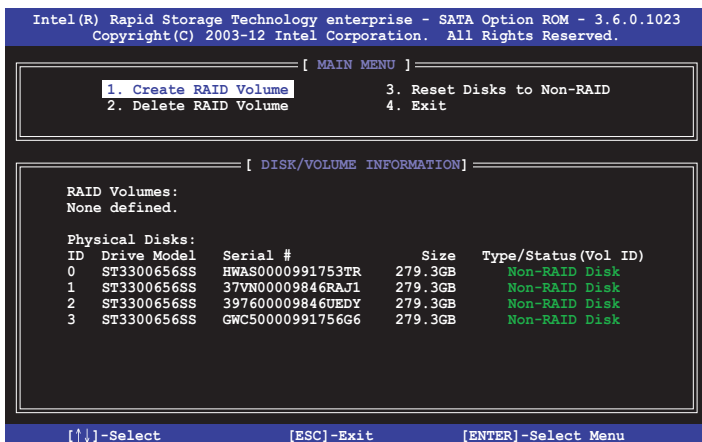 Intel(R) Rapid Storage Technology enterprise - SATA Option ROM - 3.6.0.1023
Copyright(C) 2003-12 Intel Corporation. All Rights Reserved.
[ MAIN MENU ]
1. Create RAID Volume 3. Reset Disks to Non-RAID
2. Delete RAID Volume 4. Exit
[ DISK/VOLUME INFORMATION]
RAID Volumes:
None defined.
Physical Disks:
ID Drive Model Serial # Size Type/Status(Vol ID)
0 ST3300656SS HWAS0000991753TR 279.3GB Non-RAID Disk
1 ST3300656SS 37VN00009846RAJ1 279.3GB Non-RAID Disk
2 ST3300656SS 397600009846UEDY 279.3GB Non-RAID Disk
3 ST3300656SS GWC50000991756G6 279.3GB Non-RAID Disk
[↑↓]-Select [ESC]-Exit [ENTER]-Select Menu